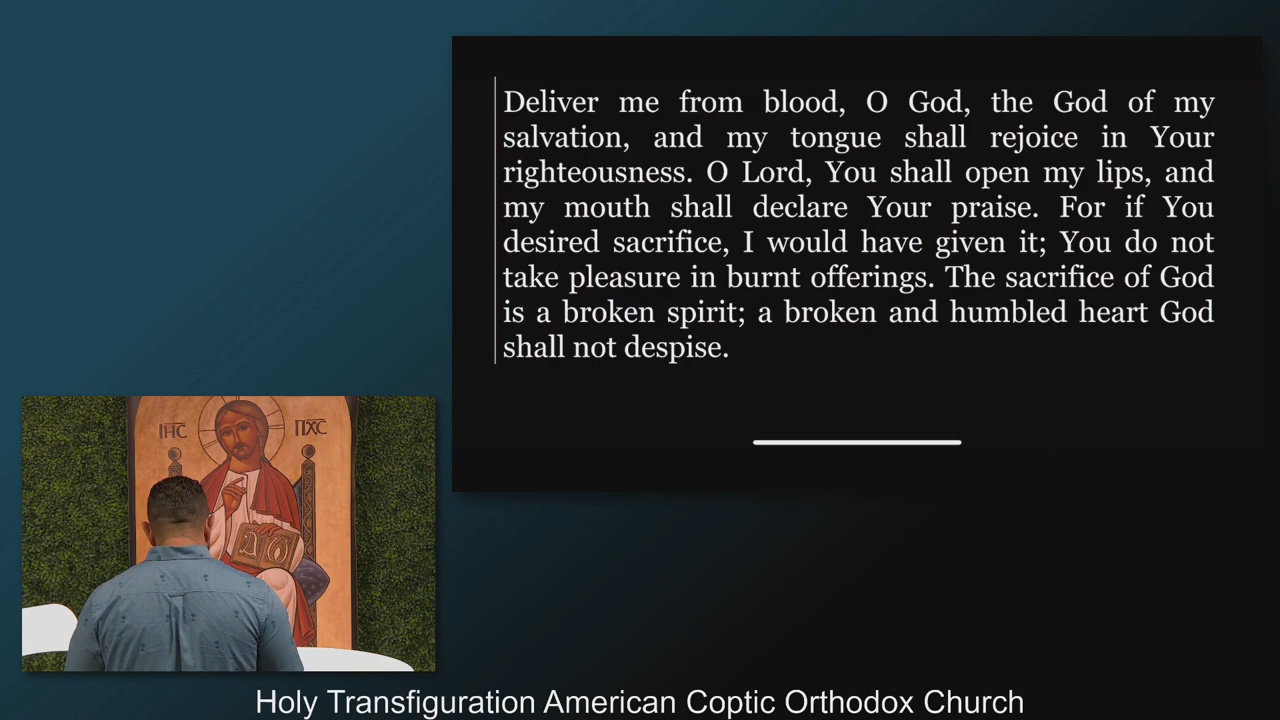 Deliver me from blood, O God, the God of my
salvation, and my tongue shall rejoice in Your
righteousness. O Lord, You shall open my lips, and
my mouth shall declare Your praise. For if You
desired sacrifice, I would have given it; You do not
take pleasure in burnt offerings. The sacrifice of God
is a broken spirit; a broken and humbled heart God
shall not despise.
ΙΗС ΠΧС
Ⲁ Ⲱ
Holy Transfiguration American Coptic Orthodox Church